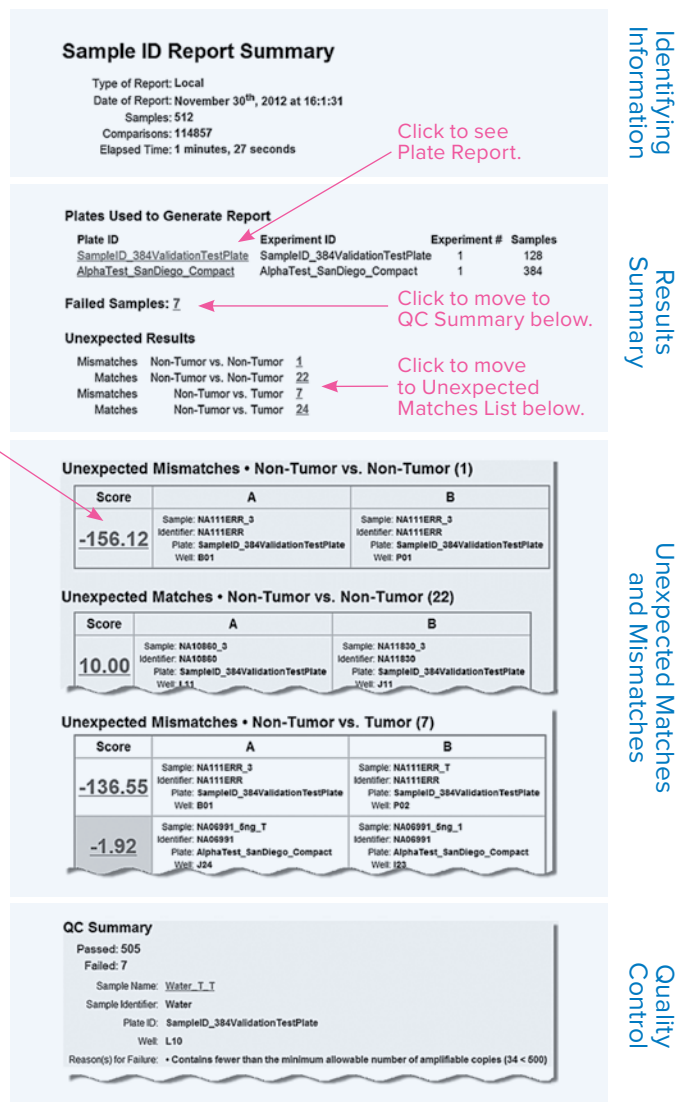 Sample ID Report Summary
Type of Report: Local
Date of Report: November 30th, 2012 at 16:1:31
Samples: 512
Comparisons: 114857
Elapsed Time: 1 minutes, 27 seconds
Click to see
Plate Report.
Identifying
Information
Plates Used to Generate Report
Plate ID Experiment ID Experiment # Samples
SampleID_384ValidationTestPlate SampleID_384ValidationTestPlate 1 128
AlphaTest_SanDiego_Compact AlphaTest_SanDiego_Compact 1 384
Failed Samples: 7
Click to move to
QC Summary below.
Unexpected Results
Mismatches Non-Tumor vs. Non-Tumor 1
Matches Non-Tumor vs. Non-Tumor 22
Mismatches Non-Tumor vs. Tumor 7
Matches Non-Tumor vs. Tumor 24
Click to move
to Unexpected
Matches List below.
Results
Summary
Unexpected Mismatches • Non-Tumor vs. Non-Tumor (1)
Score A B
-156.12
Sample: NA111ERR_3
Identifier: NA111ERR
Plate: SampleID_384ValidationTestPlate
Well: B01
Sample: NA111ERR_3
Identifier: NA111ERR
Plate: SampleID_384ValidationTestPlate
Well: P01
Unexpected Matches • Non-Tumor vs. Non-Tumor (22)
Score A B
10.00
Sample: NA10860_3
Identifier: NA10860
Plate: SampleID_384ValidationTestPlate
Well: L11
Sample: NA11830_3
Identifier: NA11830
Plate: SampleID_384ValidationTestPlate
Well: J11
Unexpected Mismatches • Non-Tumor vs. Tumor (7)
Score A B
-136.55
Sample: NA111ERR_3
Identifier: NA111ERR
Plate: SampleID_384ValidationTestPlate
Well: B01
Sample: NA111ERR_T
Identifier: NA111ERR
Plate: SampleID_384ValidationTestPlate
Well: P02
-1.92
Sample: NA06991_5ng_T
Identifier: NA06991
Plate: AlphaTest_SanDiego_Compact
Well: J24
Sample: NA06991_5ng_1
Identifier: NA06991
Plate: AlphaTest_SanDiego_Compact
Well: I23
Unexpected Matches
and Mismatches
QC Summary
Passed: 505
Failed: 7
Sample Name: Water_T_T
Sample Identifier: Water
Plate ID: SampleID_384ValidationTestPlate
Well: L10
Reason(s) for Failure: • Contains fewer than the minimum allowable number of amplifiable copies (34 < 500)
Quality
Control